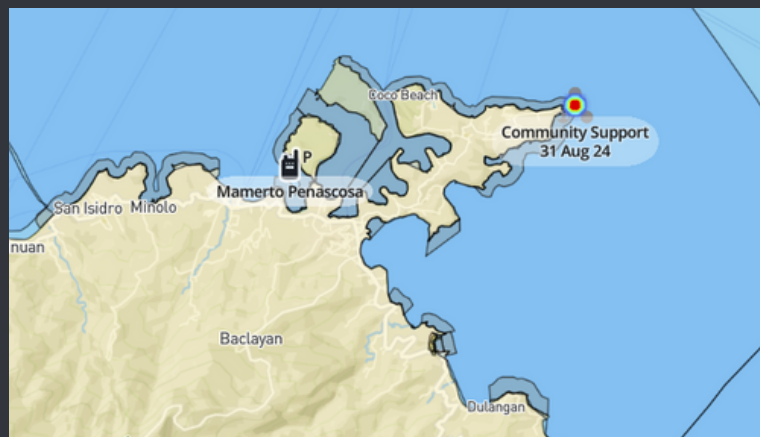 Coco Beach
Community Support
31 Aug 24
P
Mamerto Penascosa
San Isidro
Minolo
nuan
Baclayan
Dulangan